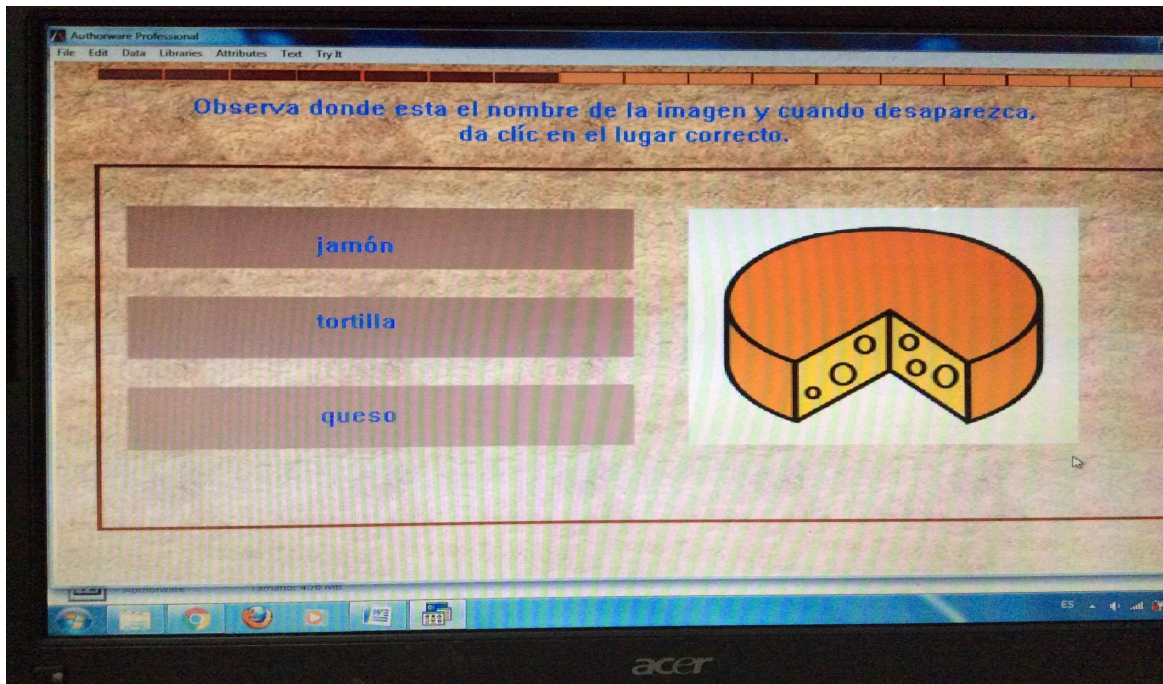 Authorware Professional
File Edit Data Libraries Attributes Text Try It
Observa donde esta el nombre de la imagen y cuando desaparezca,
da clíc en el lugar correcto.
jamón
tortilla
queso
ES
acer